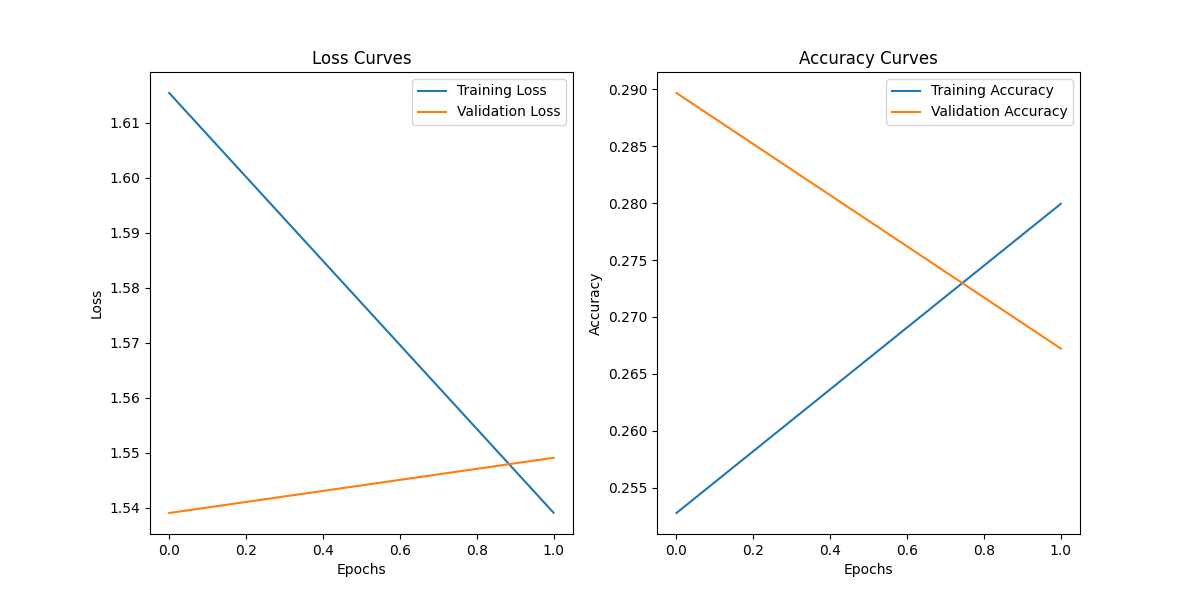 Loss Curves
Training Loss
Validation Loss
1.61
1.60
1.59
1.58
1.57
1.56
1.55
1.54
Loss
0.0 0.2 0.4 0.6 0.8 1.0
Epochs
Accuracy Curves
Training Accuracy
Validation Accuracy
0.290
0.285
0.280
0.275
0.270
0.265
0.260
0.255
Accuracy
0.0 0.2 0.4 0.6 0.8 1.0
Epochs